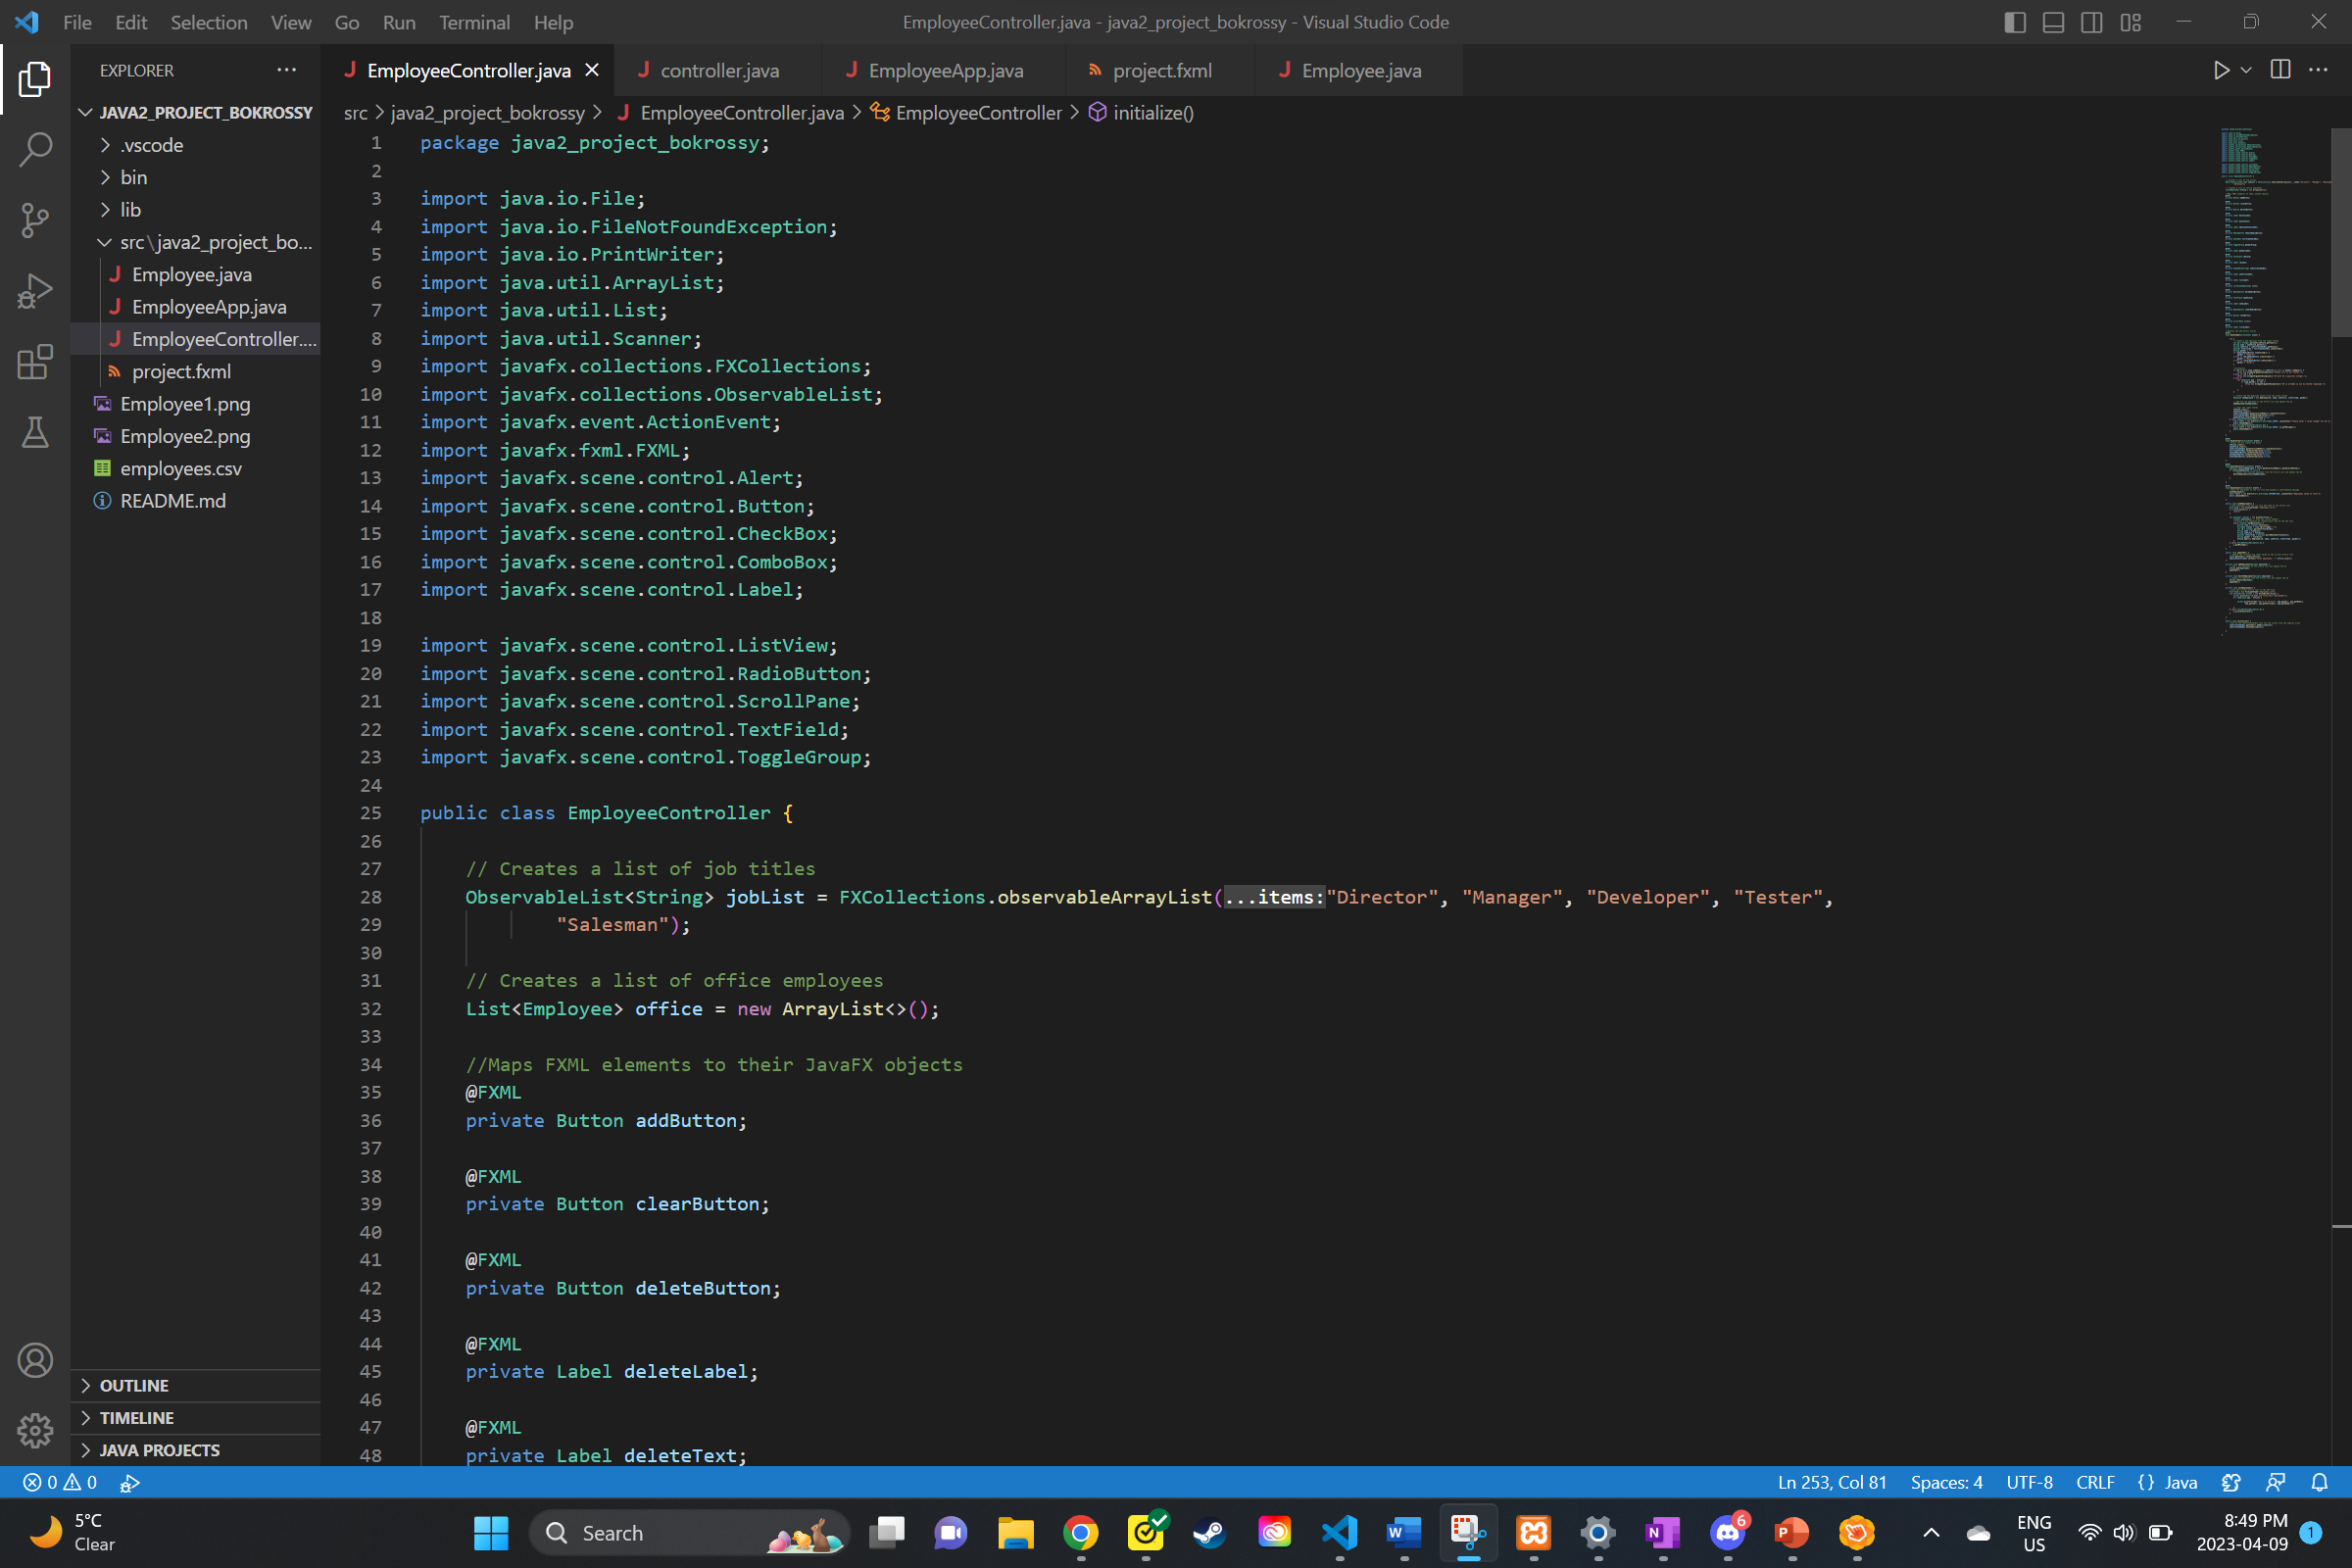 File Edit Selection View Go Run Terminal Help
EmployeeController.java - java2_project_bokrossy - Visual Studio Code
EXPLORER
JAVA2_PROJECT_BOKROSSY
.vscode
bin
lib
src\java2_project_bo...
Employee.java
EmployeeApp.java
EmployeeController....
project.fxml
Employee1.png
Employee2.png
employees.csv
README.md
OUTLINE
TIMELINE
JAVA PROJECTS
EmployeeController.java controller.java EmployeeApp.java project.fxml Employee.java
src > java2_project_bokrossy > EmployeeController.java > EmployeeController > initialize()
1 package java2_project_bokrossy;
2
3 import java.io.File;
4 import java.io.FileNotFoundException;
5 import java.io.PrintWriter;
6 import java.util.ArrayList;
7 import java.util.List;
8 import java.util.Scanner;
9 import javafx.collections.FXCollections;
10 import javafx.collections.ObservableList;
11 import javafx.event.ActionEvent;
12 import javafx.fxml.FXML;
13 import javafx.scene.control.Alert;
14 import javafx.scene.control.Button;
15 import javafx.scene.control.CheckBox;
16 import javafx.scene.control.ComboBox;
17 import javafx.scene.control.Label;
18
19 import javafx.scene.control.ListView;
20 import javafx.scene.control.RadioButton;
21 import javafx.scene.control.ScrollPane;
22 import javafx.scene.control.TextField;
23 import javafx.scene.control.ToggleGroup;
24
25 public class EmployeeController {
26
27 // Creates a list of job titles
28 ObservableList<String> jobList = FXCollections.observableArrayList(...items:"Director", "Manager", "Developer", "Tester",
29 "Salesman");
30
31 // Creates a list of office employees
32 List<Employee> office = new ArrayList<>();
33
34 //Maps FXML elements to their JavaFX objects
35 @FXML
36 private Button addButton;
37
38 @FXML
39 private Button clearButton;
40
41 @FXML
42 private Button deleteButton;
43
44 @FXML
45 private Label deleteLabel;
46
47 @FXML
48 private Label deleteText;
0 0
Ln 253, Col 81 Spaces: 4 UTF-8 CRLF {} Java
5°C
Clear
Search
6
ENG
US
8:49 PM
2023-04-09
1